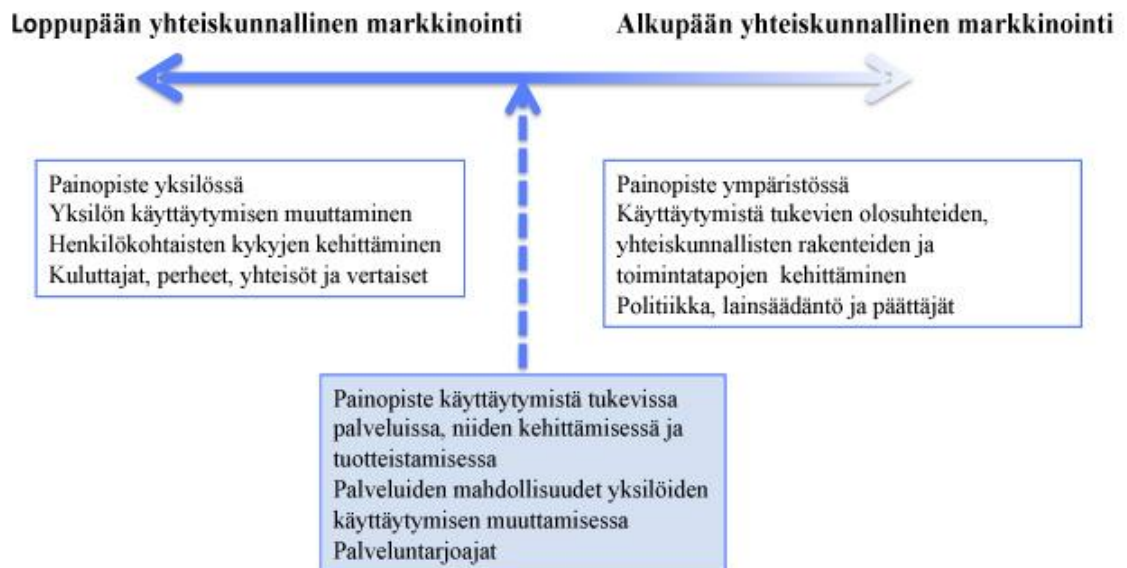 Loppupään yhteiskunnallinen markkinointi
Alkupään yhteiskunnallinen markkinointi
Painopiste yksilössä
Yksilön käyttäytymisen muuttaminen
Henkilökohtaisten kykyjen kehittäminen
Kuluttajat, perheet, yhteisöt ja vertaiset
Painopiste ympäristössä
Käyttäytymistä tukevien olosuhteiden,
yhteiskunnallisten rakenteiden ja
toimintatapojen kehittäminen
Politiikka, lainsäädäntö ja päättäjät
Painopiste käyttäytymistä tukevissa
palveluissa, niiden kehittämisessä ja
tuotteistamisessa
Palveluiden mahdollisuudet yksilöiden
käyttäytymisen muuttamisessa
Palveluntarjoajat